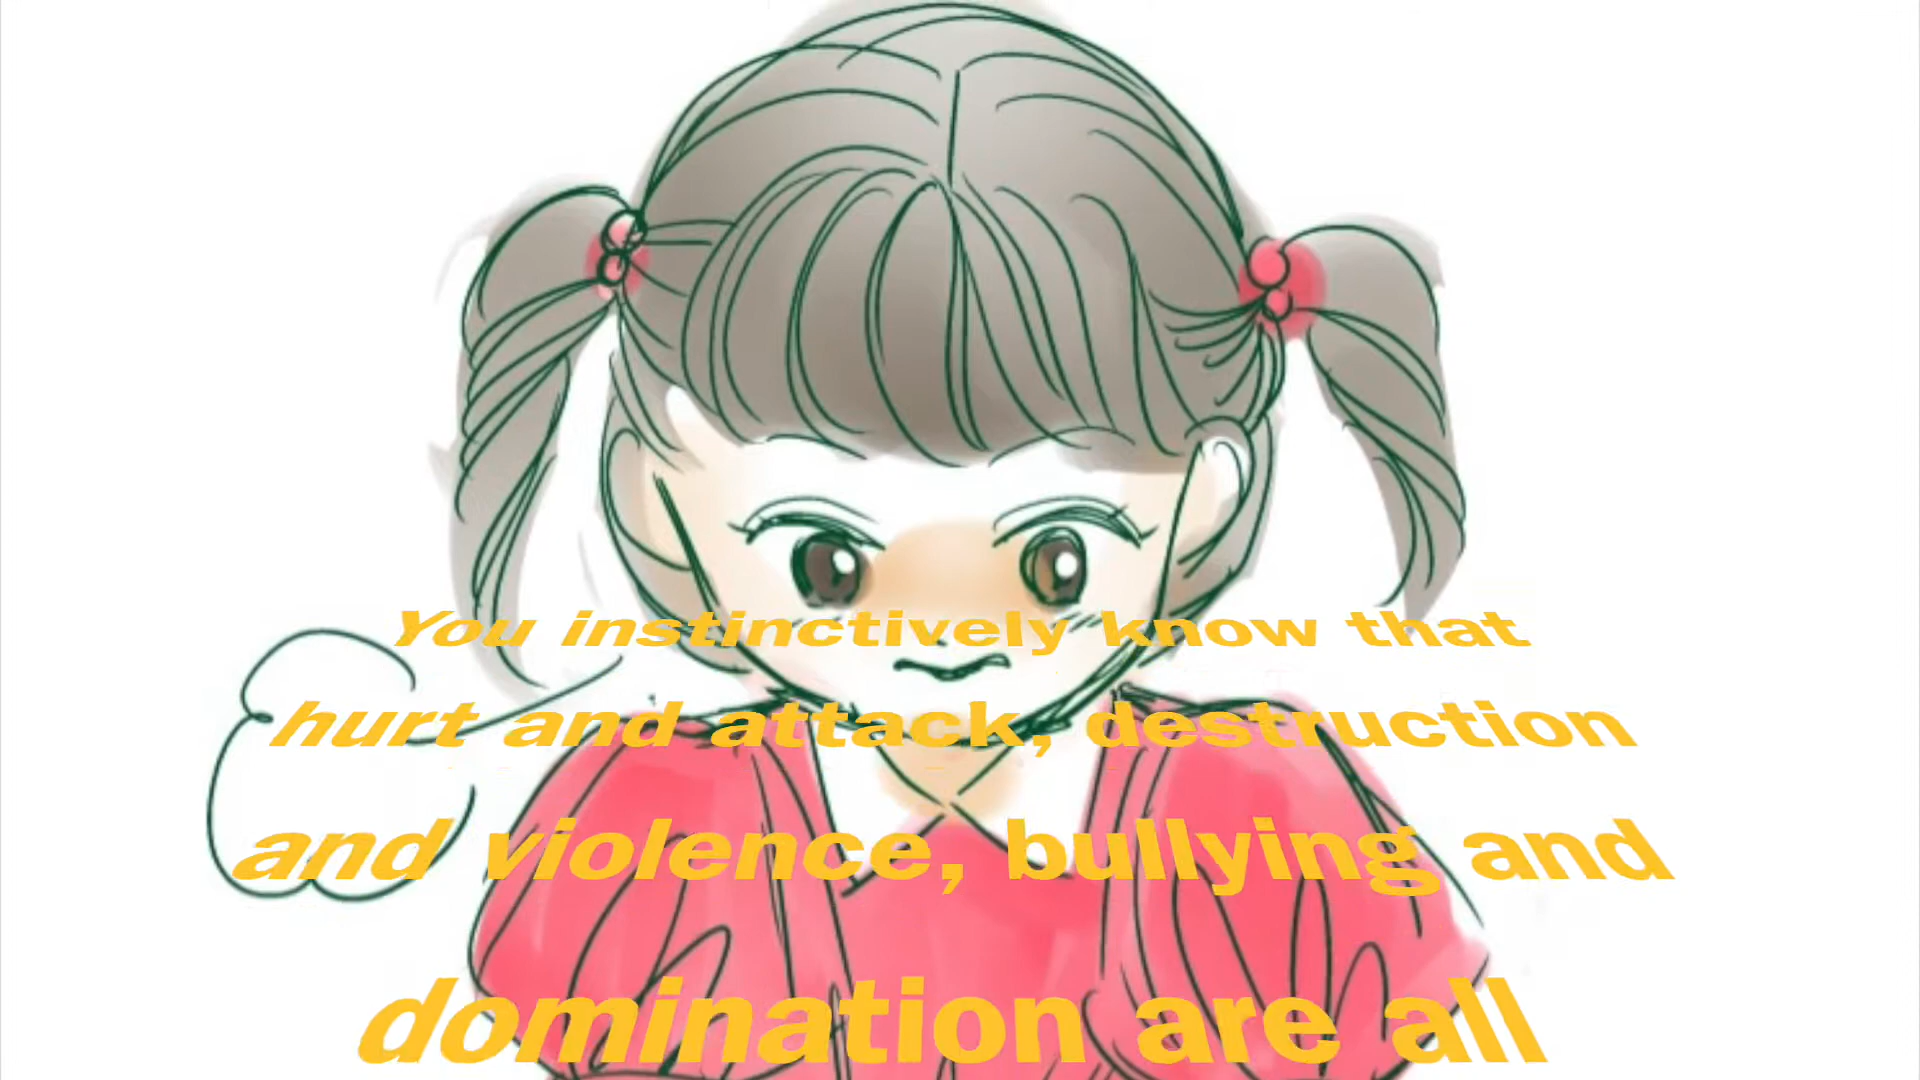 You instinctively know that
hurt and attack, destruction
and violence, bullying and
domination are all